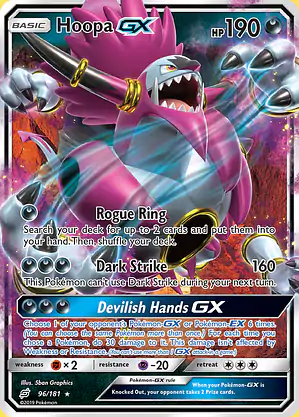 BASIC Hoopa GX HP190
Rogue Ring
Search your deck for up to 2 cards and put them into
your hand. Then, shuffle your deck.
Dark Strike 160
This Pokémon can't use Dark Strike during your next turn.
Devilish Hands GX
Choose 1 of your opponent's Pokémon-GX or Pokémon-EX 6 times.
(You can choose the same Pokémon more than once.) For each time you
chose a Pokémon, do 30 damage to it. This damage isn't affected by
Weakness or Resistance. (You can't use more than 1 GX attack in a game.)
weakness ×2 resistance -20 retreat
Illus. 5ban Graphics Pokémon-GX rule When your Pokémon-GX is
96/181 ★ Knocked Out, your opponent takes 2 Prize cards.
©2019 Pokémon